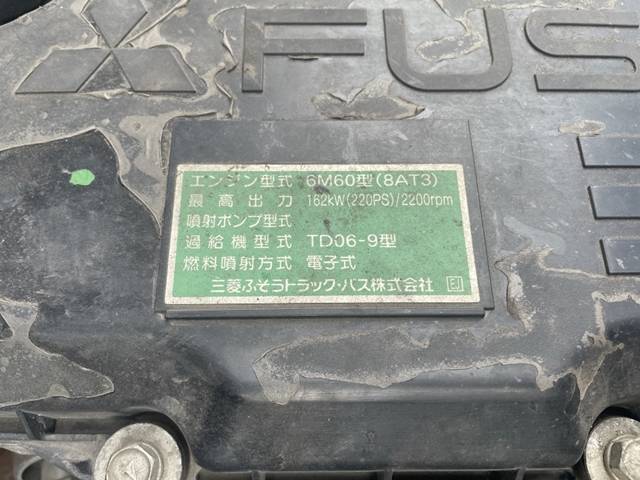 FUS
エンジン型式 6M60型(8AT3)
最高出力 162kW(220PS)/2200rpm
噴射ポンプ型式
過給機型式 TD06-9型
燃料噴射方式 電子式
三菱ふそうトラック・バス株式会社 EJ